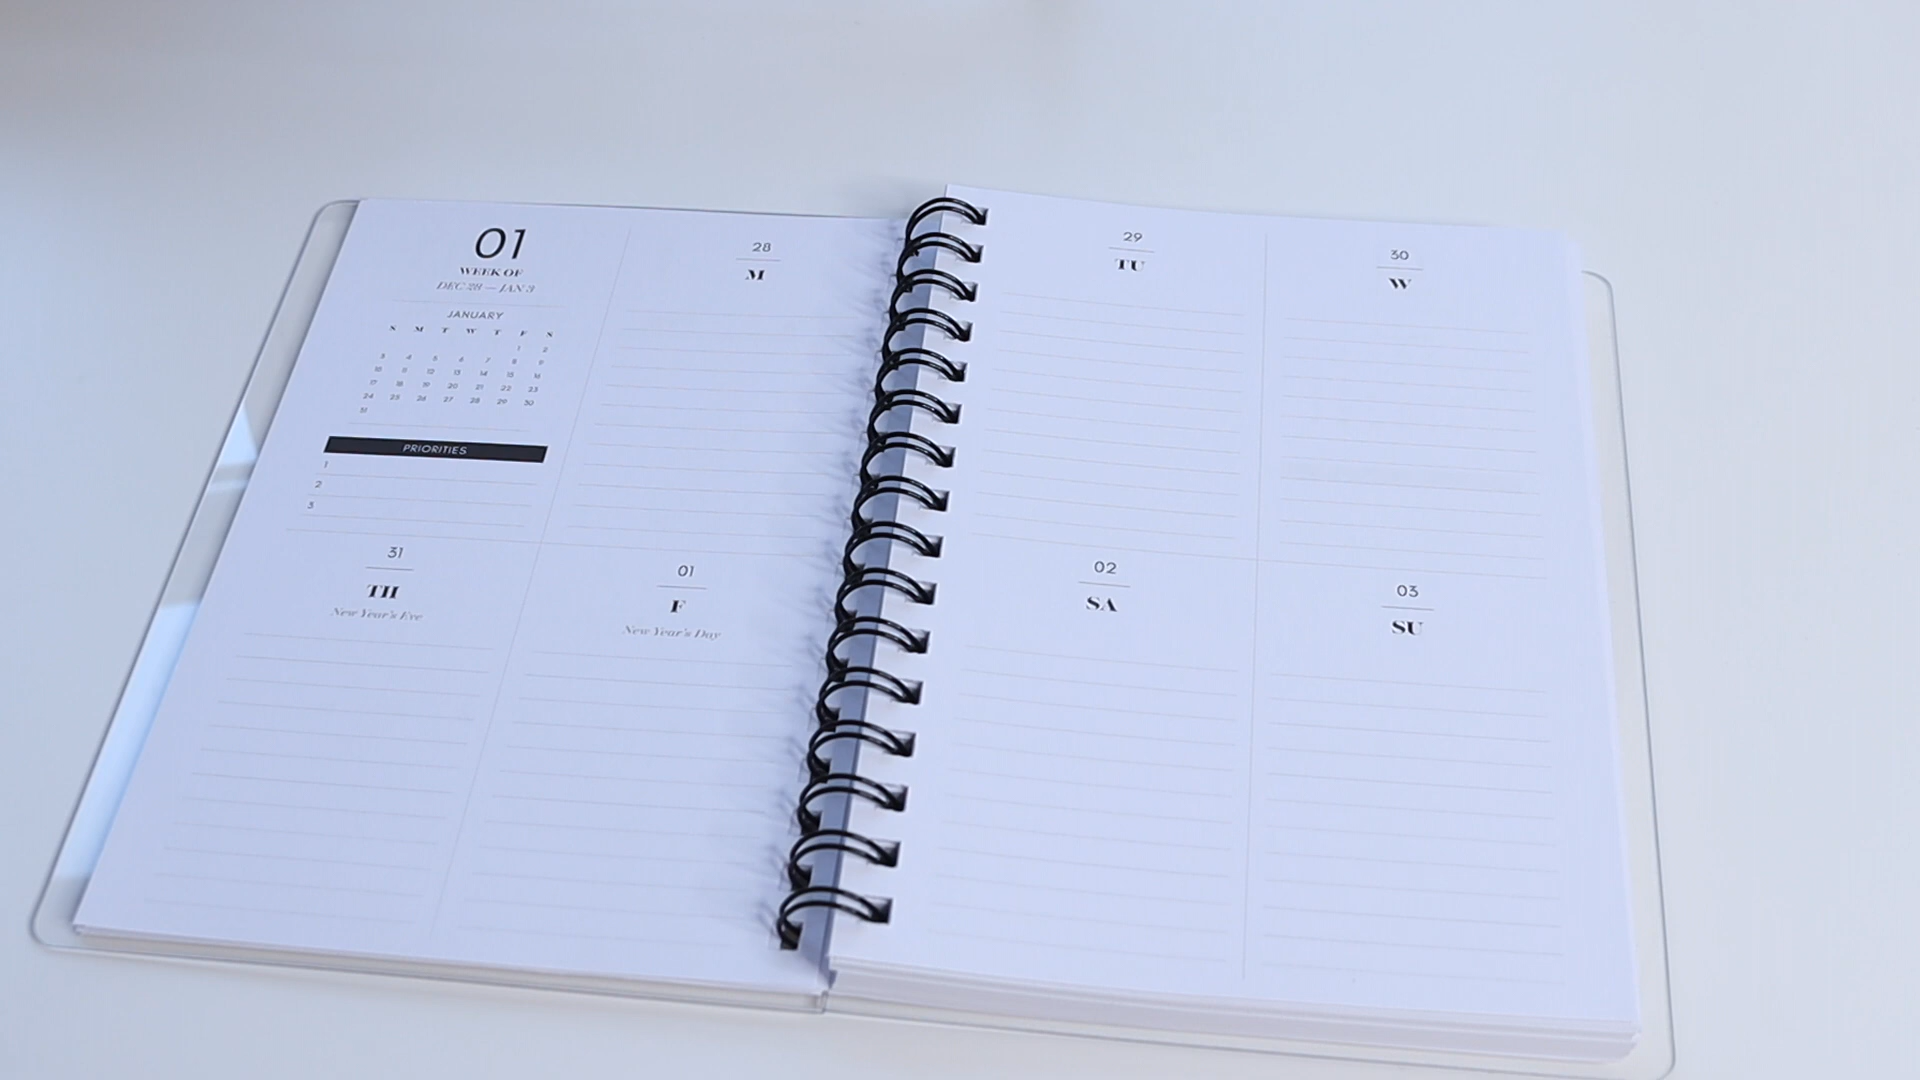 01
WEEK OF
DEC 28 — JAN 3
JANUARY
S M T W T F S
1 2
3 4 5 6 7 8 9
10 11 12 13 14 15 16
17 18 19 20 21 22 23
24 25 26 27 28 29 30
31
PRIORITIES
1
2
3
28
M
29
TU
30
W
31
TH
New Year's Eve
01
F
New Year's Day
02
SA
03
SU